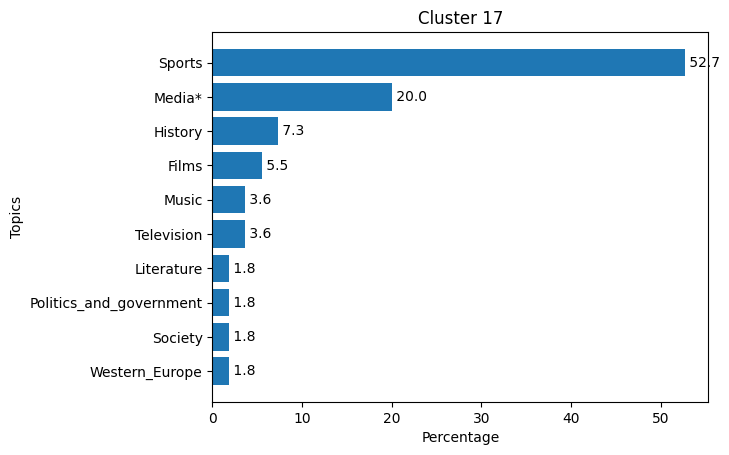 Cluster 17
Topics
Sports 52.7
Media* 20.0
History 7.3
Films 5.5
Music 3.6
Television 3.6
Literature 1.8
Politics_and_government 1.8
Society 1.8
Western_Europe 1.8
0 10 20 30 40 50
Percentage